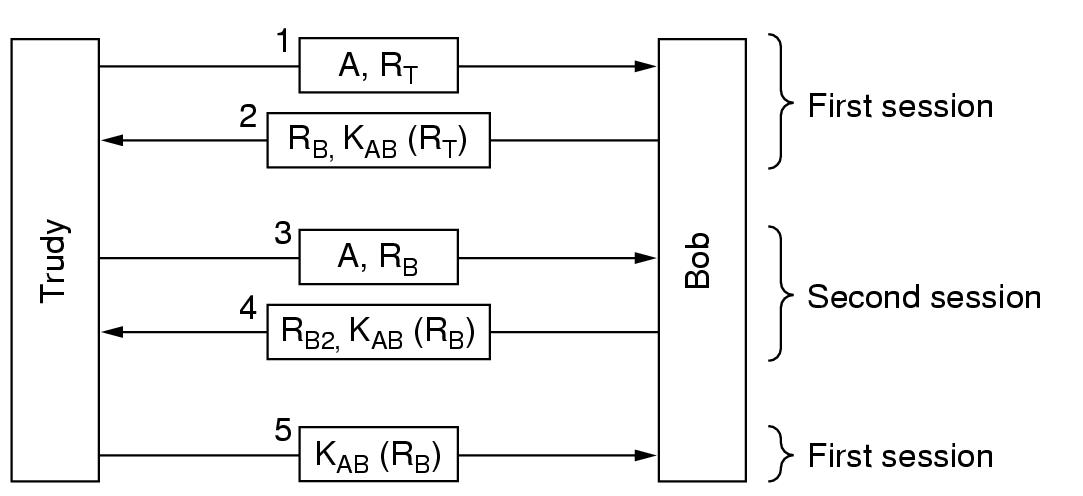 Trudy
Bob
1
A, R_T
2
R_B, K_AB (R_T)
First session
3
A, R_B
4
R_B2, K_AB (R_B)
Second session
5
K_AB (R_B)
First session